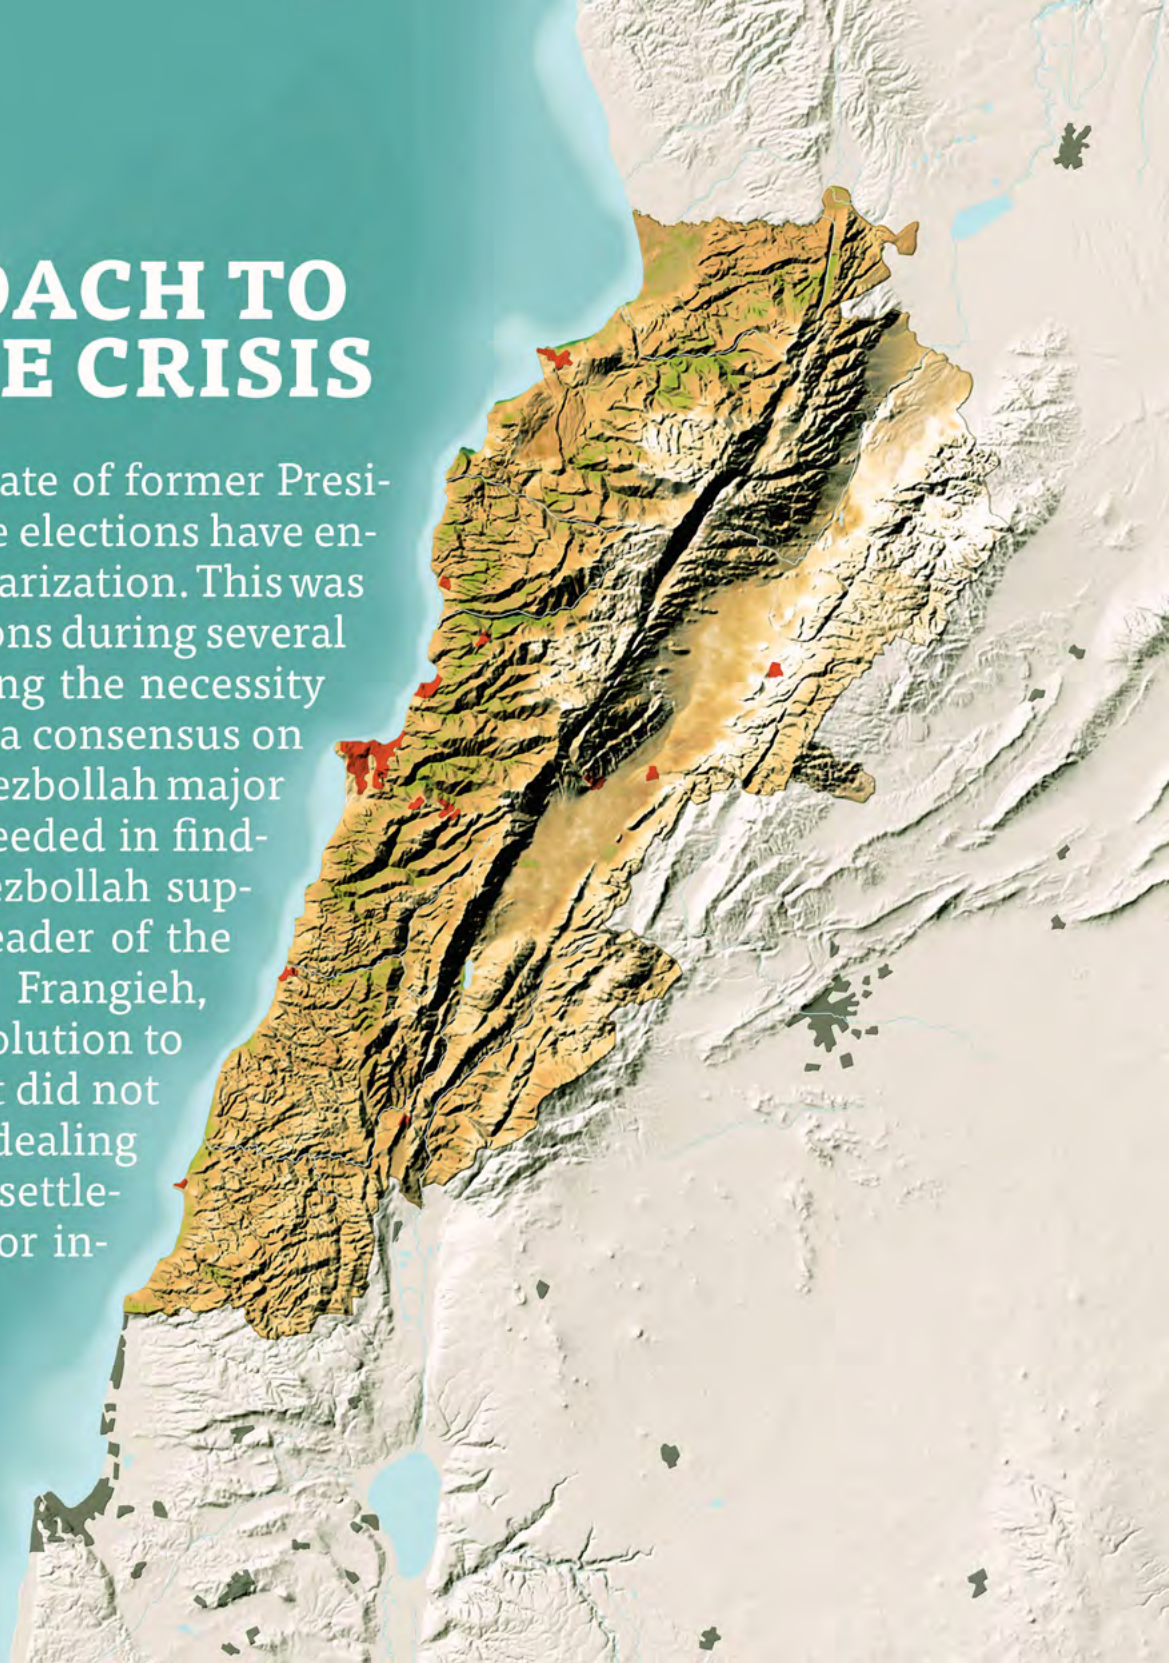 OACH TO
E CRISIS
ate of former Presi-
e elections have en-
arization. This was
ons during several
ng the necessity
a consensus on
ezbollah major
eeded in find-
ezbollah sup-
eader of the
Frangieh,
olution to
t did not
dealing
settle-
or in-